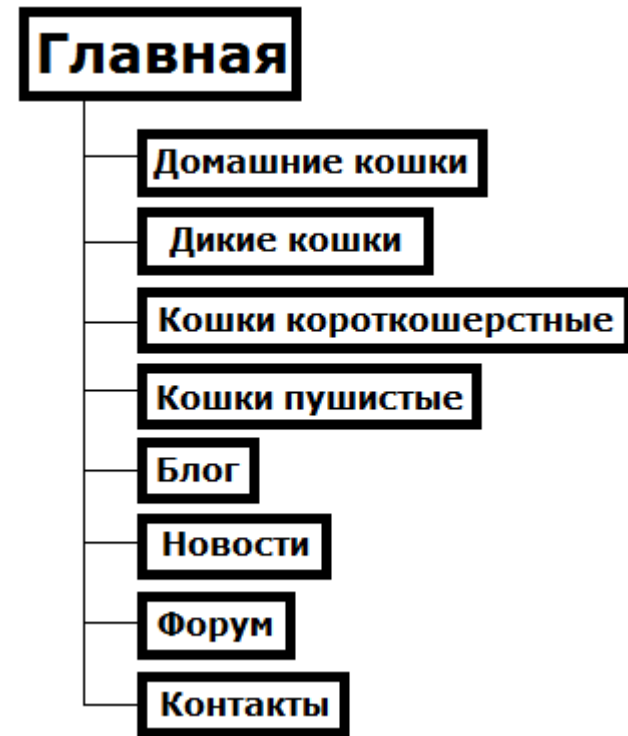 Главная
Домашние кошки
Дикие кошки
Кошки короткошерстные
Кошки пушистые
Блог
Новости
Форум
Контакты